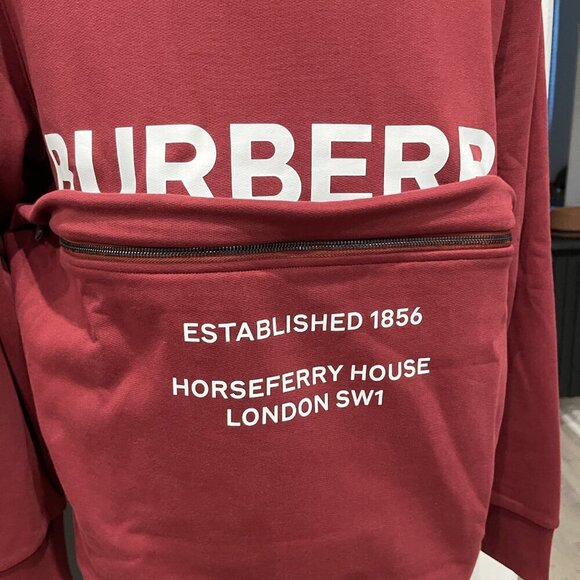 BURBERR
ESTABLISHED 1856
HORSEFERRY HOUSE
LONDON SW1